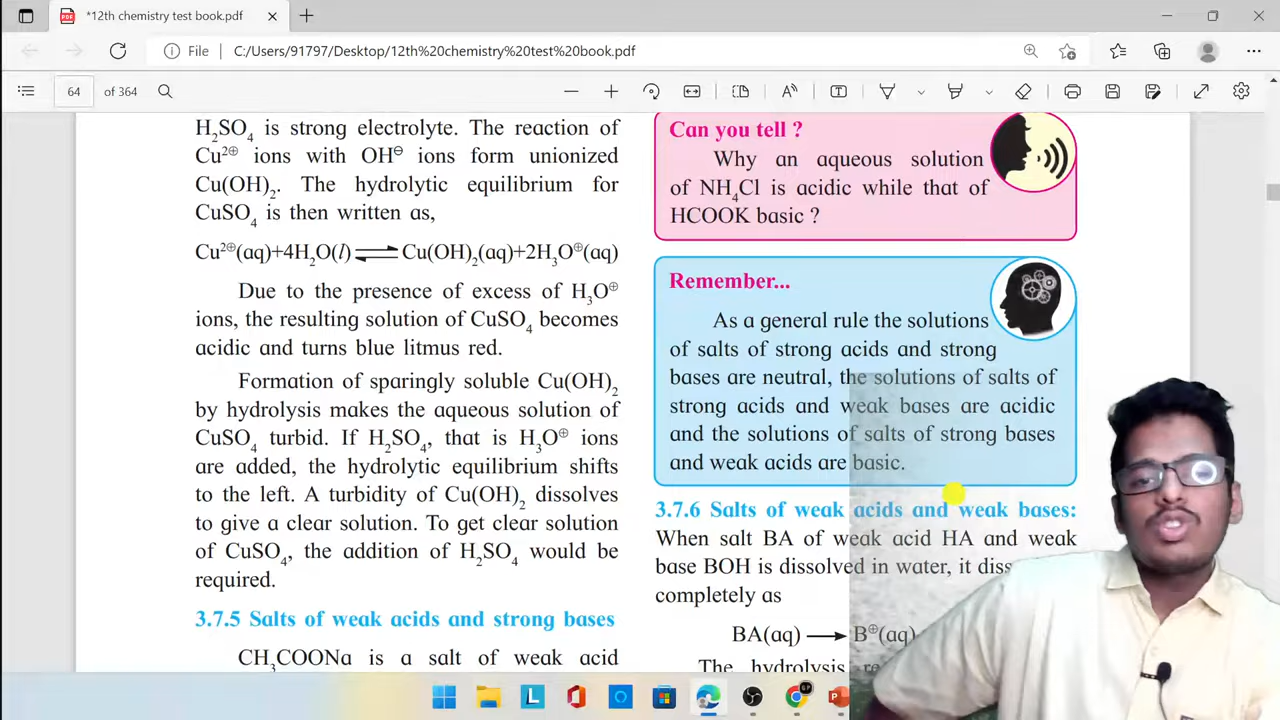 *12th chemistry test book.pdf
File
C:/Users/91797/Desktop/12th%20chemistry%20test%20book.pdf
64 of 364
H₂SO₄ is strong electrolyte. The reaction of
Cu²⊕ ions with OH⊖ ions form unionized
Cu(OH)₂. The hydrolytic equilibrium for
CuSO₄ is then written as,
Cu²⊕(aq)+4H₂O(l) ⇌ Cu(OH)₂(aq)+2H₃O⊕(aq)
Due to the presence of excess of H₃O⊕
ions, the resulting solution of CuSO₄ becomes
acidic and turns blue litmus red.
Formation of sparingly soluble Cu(OH)₂
by hydrolysis makes the aqueous solution of
CuSO₄ turbid. If H₂SO₄, that is H₃O⊕ ions
are added, the hydrolytic equilibrium shifts
to the left. A turbidity of Cu(OH)₂ dissolves
to give a clear solution. To get clear solution
of CuSO₄, the addition of H₂SO₄ would be
required.
3.7.5 Salts of weak acids and strong bases
CH₃COONa is a salt of weak acid
Can you tell ?
Why an aqueous solution
of NH₄Cl is acidic while that of
HCOOK basic ?
Remember...
As a general rule the solutions
of salts of strong acids and strong
bases are neutral, the solutions of salts of
strong acids and weak bases are acidic
and the solutions of salts of strong bases
and weak acids are basic.
3.7.6 Salts of weak acids and weak bases:
When salt BA of weak acid HA and weak
base BOH is dissolved in water, it
completely as
BA(aq) ⟶ B⊕(aq)
The hydrolysis